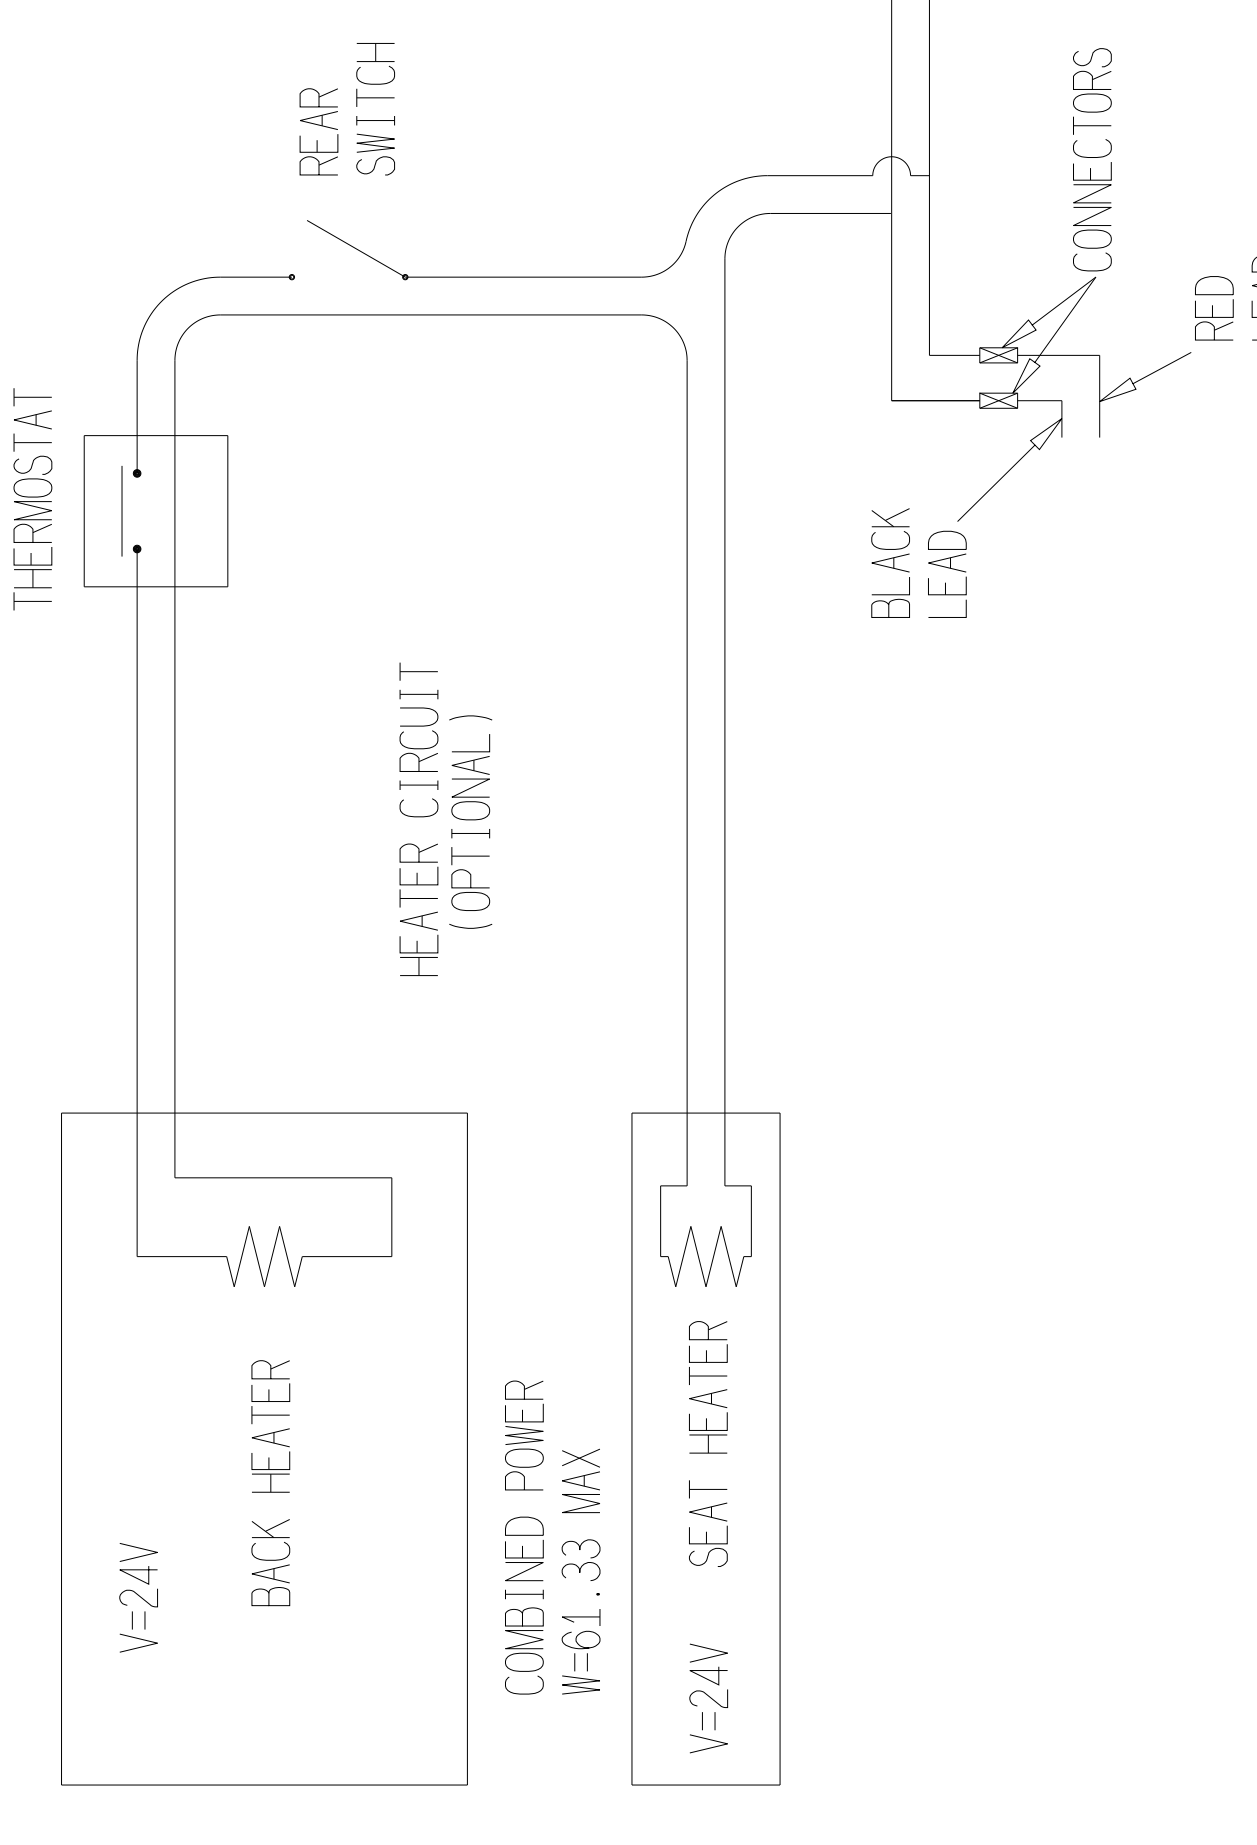 THERMOSTAT
REAR
SWITCH
HEATER CIRCUIT
(OPTIONAL)
CONNECTORS
RED
BLACK
LEAD
V=24V
BACK HEATER
COMBINED POWER
W=61.33 MAX
V=24V SEAT HEATER